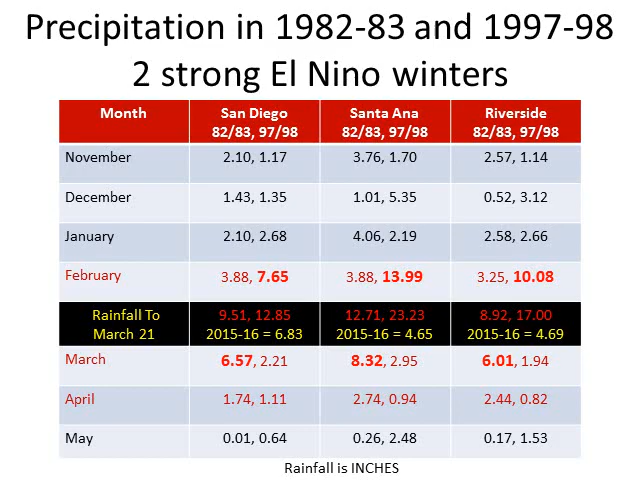 Precipitation in 1982-83 and 1997-98
2 strong El Nino winters
Month San Diego 82/83, 97/98 Santa Ana 82/83, 97/98 Riverside 82/83, 97/98
November 2.10, 1.17 3.76, 1.70 2.57, 1.14
December 1.43, 1.35 1.01, 5.35 0.52, 3.12
January 2.10, 2.68 4.06, 2.19 2.58, 2.66
February 3.88, 7.65 3.88, 13.99 3.25, 10.08
Rainfall To March 21 9.51, 12.85 2015-16 = 6.83 12.71, 23.23 2015-16 = 4.65 8.92, 17.00 2015-16 = 4.69
March 6.57, 2.21 8.32, 2.95 6.01, 1.94
April 1.74, 1.11 2.74, 0.94 2.44, 0.82
May 0.01, 0.64 0.26, 2.48 0.17, 1.53
Rainfall is INCHES